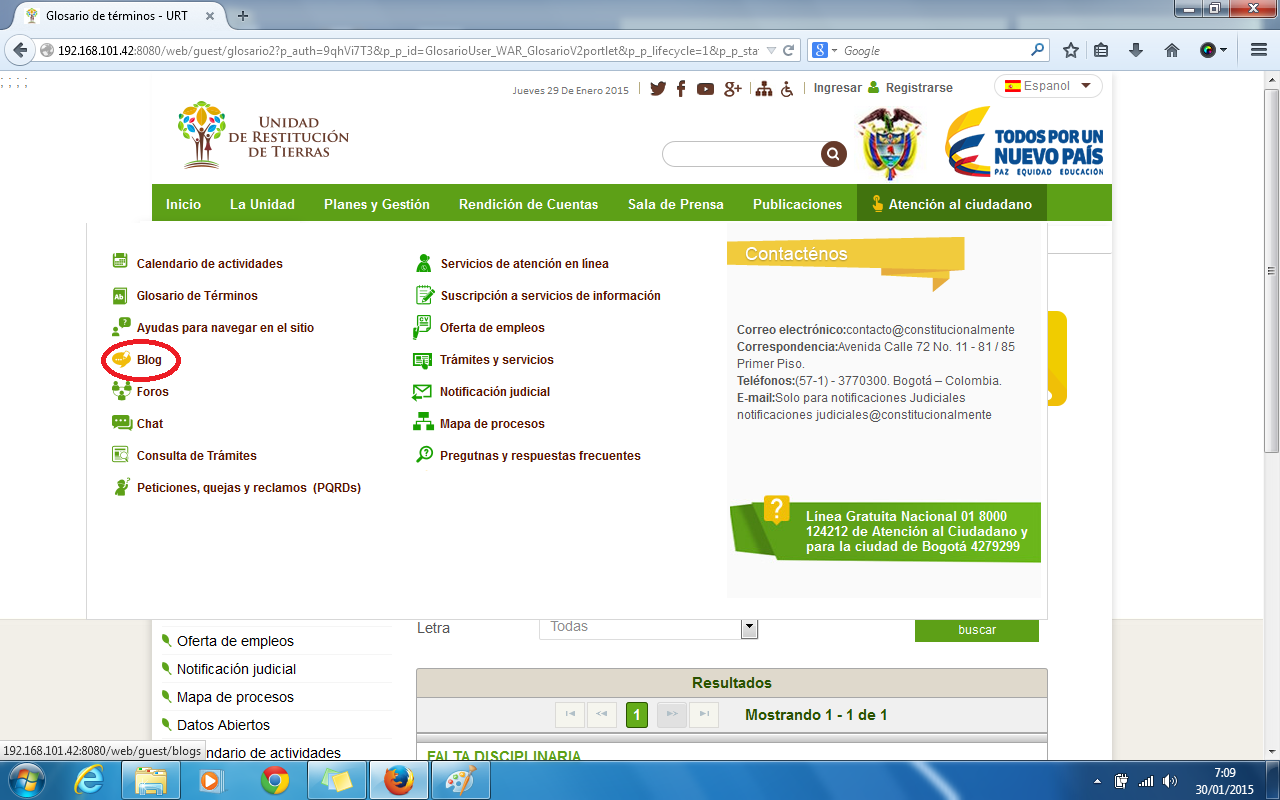 Glosario de términos - URT
192.168.101.42:8080/web/guest/glosario2?p_auth=9qhVi7T3&p_p_id=GlosarioUser_WAR_GlosarioV2portlet&p_p_lifecycle=1&p_p_sta
Google
Jueves 29 De Enero 2015
Ingresar
Registrarse
Espanol
UNIDAD
DE RESTITUCIÓN
DE TIERRAS
TODOS POR UN
NUEVO PAÍS
PAZ EQUIDAD EDUCACIÓN
Inicio
La Unidad
Planes y Gestión
Rendición de Cuentas
Sala de Prensa
Publicaciones
Atención al ciudadano
Calendario de actividades
Glosario de Términos
Ayudas para navegar en el sitio
Blog
Foros
Chat
Consulta de Trámites
Peticiones, quejas y reclamos (PQRDs)
Servicios de atención en línea
Suscripción a servicios de información
Oferta de empleos
Trámites y servicios
Notificación judicial
Mapa de procesos
Pregutnas y respuestas frecuentes
Contacténos
Correo electrónico:contacto@constitucionalmente
Correspondencia:Avenida Calle 72 No. 11 - 81 / 85
Primer Piso.
Teléfonos:(57-1) - 3770300. Bogotá – Colombia.
E-mail:Solo para notificaciones Judiciales
notificaciones judiciales@constitucionalmente
Línea Gratuita Nacional 01 8000
124212 de Atención al Ciudadano y
para la ciudad de Bogotá 4279299
Oferta de empleos
Notificación judicial
Mapa de procesos
Datos Abiertos
ndario de actividades
Letra
Todas
buscar
Resultados
1
Mostrando 1 - 1 de 1
FALTA DISCIPLINARIA
192.168.101.42:8080/web/guest/blogs
7:09
30/01/2015